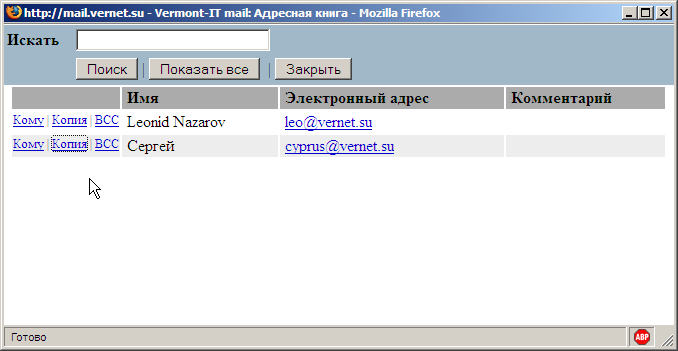 http://mail.vernet.su - Vermont-IT mail: Адресная книга - Mozilla Firefox
Искать
Поиск | Показать все | Закрыть
Имя Электронный адрес Комментарий
Кому | Копия | BCC Leonid Nazarov leo@vernet.su
Кому | Копия | BCC Сергей cyprus@vernet.su
Готово ABP